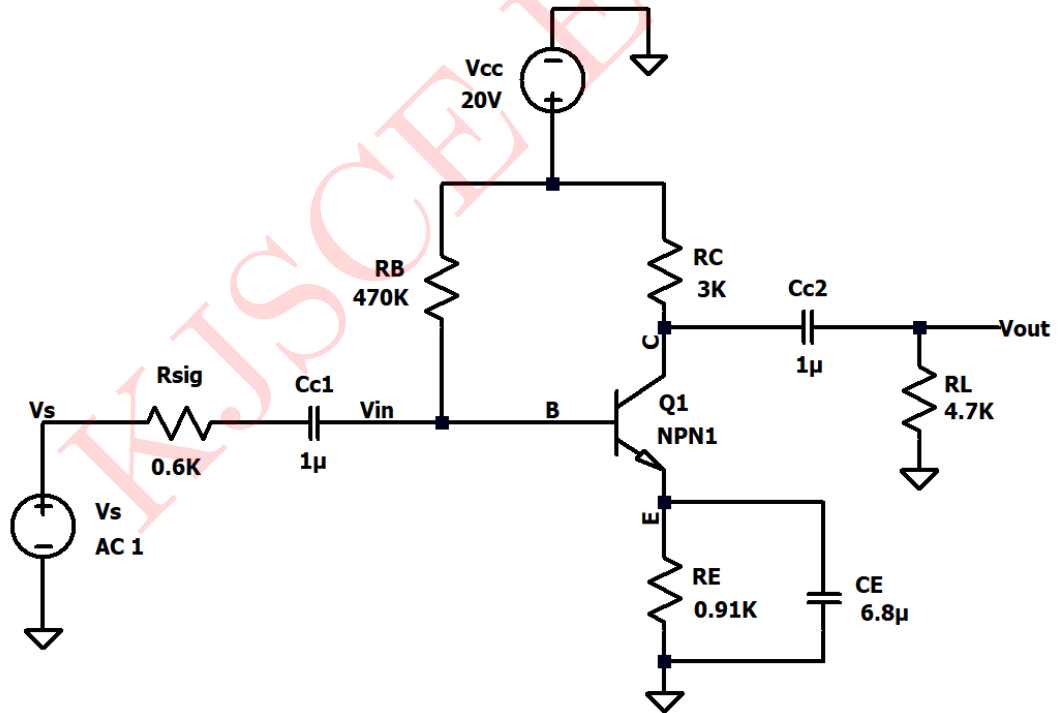 Vcc
20V
RB
470K
RC
3K
Cc2
1µ
Vout
C
Rsig
Cc1
Vs
0.6K
1µ
Vin
B
Q1
NPN1
RL
4.7K
Vs
AC 1
E
RE
0.91K
CE
6.8µ
KJSCE E